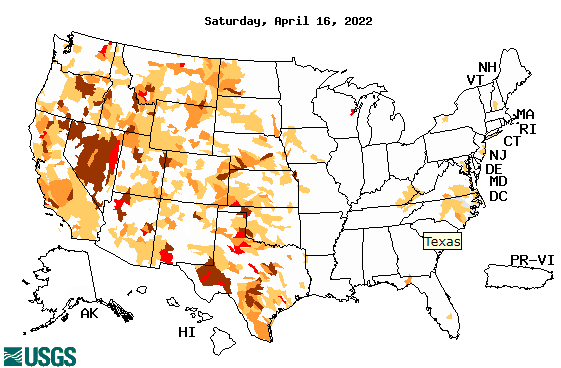 Saturday, April 16, 2022
NH
VT
MA
RI
CT
NJ
DE
MD
DC
Texas
PR-VI
AK
HI
USGS